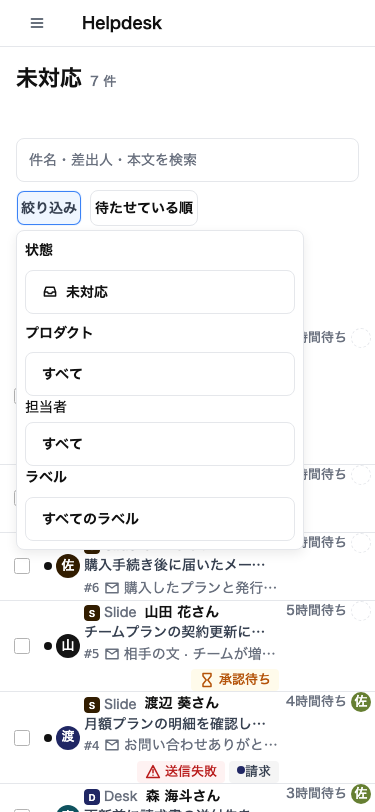 Helpdesk
未対応 7 件
件名・差出人・本文を検索
絞り込み 待たせている順
状態
未対応
プロダクト
時間待ち
すべて
担当者
すべて
ラベル
時間待ち
すべてのラベル
時間待ち
佐 購入手続き後に届いたメー…
#6 購入したプランと発行…
S Slide 山田 花さん 5時間待ち
山 チームプランの契約更新に…
#5 相手の文・チームが増…
承認待ち
S Slide 渡辺 葵さん 4時間待ち 佐
渡 月額プランの明細を確認し…
#4 お問い合わせありがと…
送信失敗 請求
D Desk 森 海斗さん 3時間待ち 佐